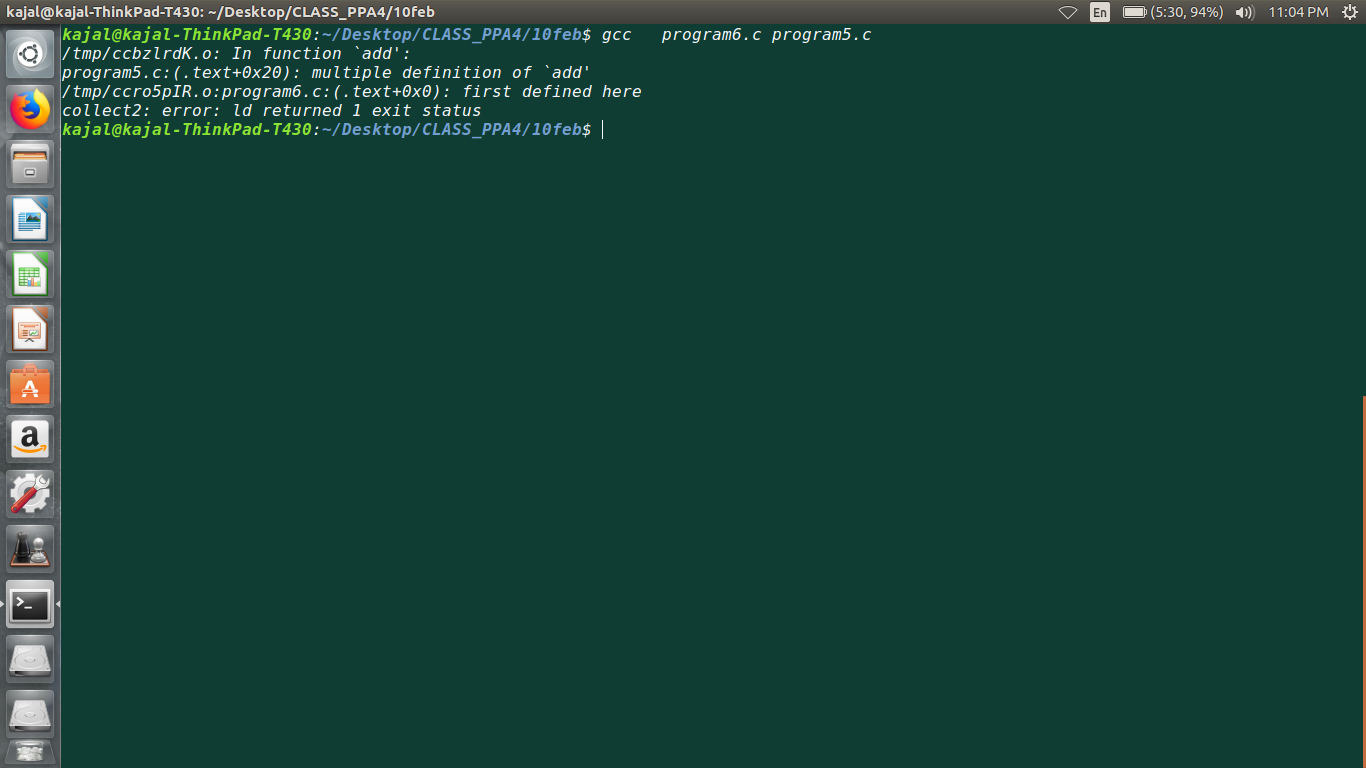 kajal@kajal-ThinkPad-T430: ~/Desktop/CLASS_PPA4/10feb
En (5:30, 94%) 11:04 PM
kajal@kajal-ThinkPad-T430:~/Desktop/CLASS_PPA4/10feb$ gcc   program6.c program5.c
/tmp/ccbzlrdK.o: In function `add':
program5.c:(.text+0x20): multiple definition of `add'
/tmp/ccro5pIR.o:program6.c:(.text+0x0): first defined here
collect2: error: ld returned 1 exit status
kajal@kajal-ThinkPad-T430:~/Desktop/CLASS_PPA4/10feb$